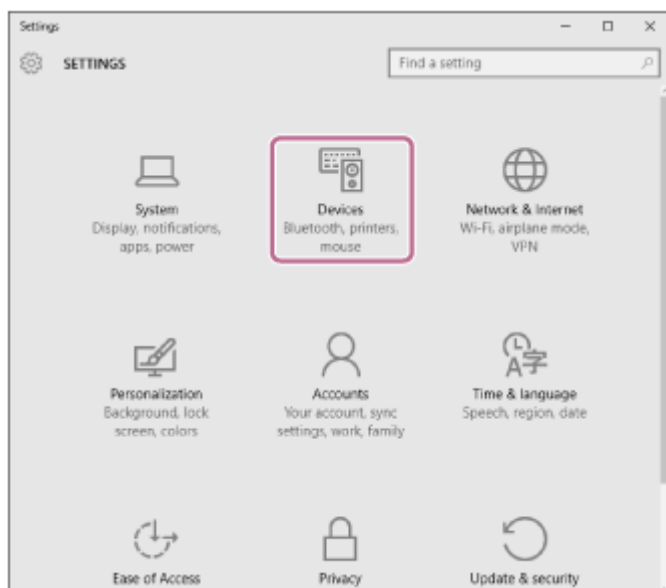 Settings
SETTINGS
Find a setting
System
Display, notifications,
apps, power
Devices
Bluetooth, printers,
mouse
Network & Internet
Wi-Fi, airplane mode,
VPN
Personalization
Background, lock
screen, colors
Accounts
Your account, sync
settings, work, family
A字
Time & language
Speech, region, date
Ease of Access
Privacy
Update & security